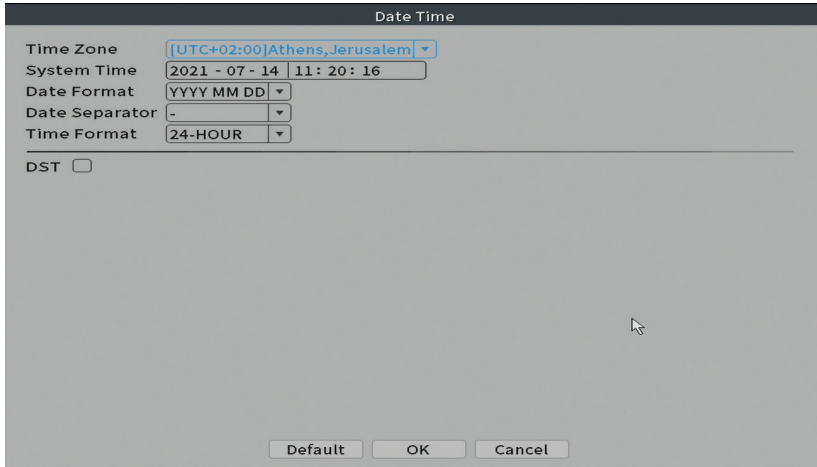 Date Time
Time Zone [UTC+02:00]Athens,Jerusalem
System Time 2021 - 07 - 14 11: 20: 16
Date Format YYYY MM DD
Date Separator -
Time Format 24-HOUR
DST
Default OK Cancel